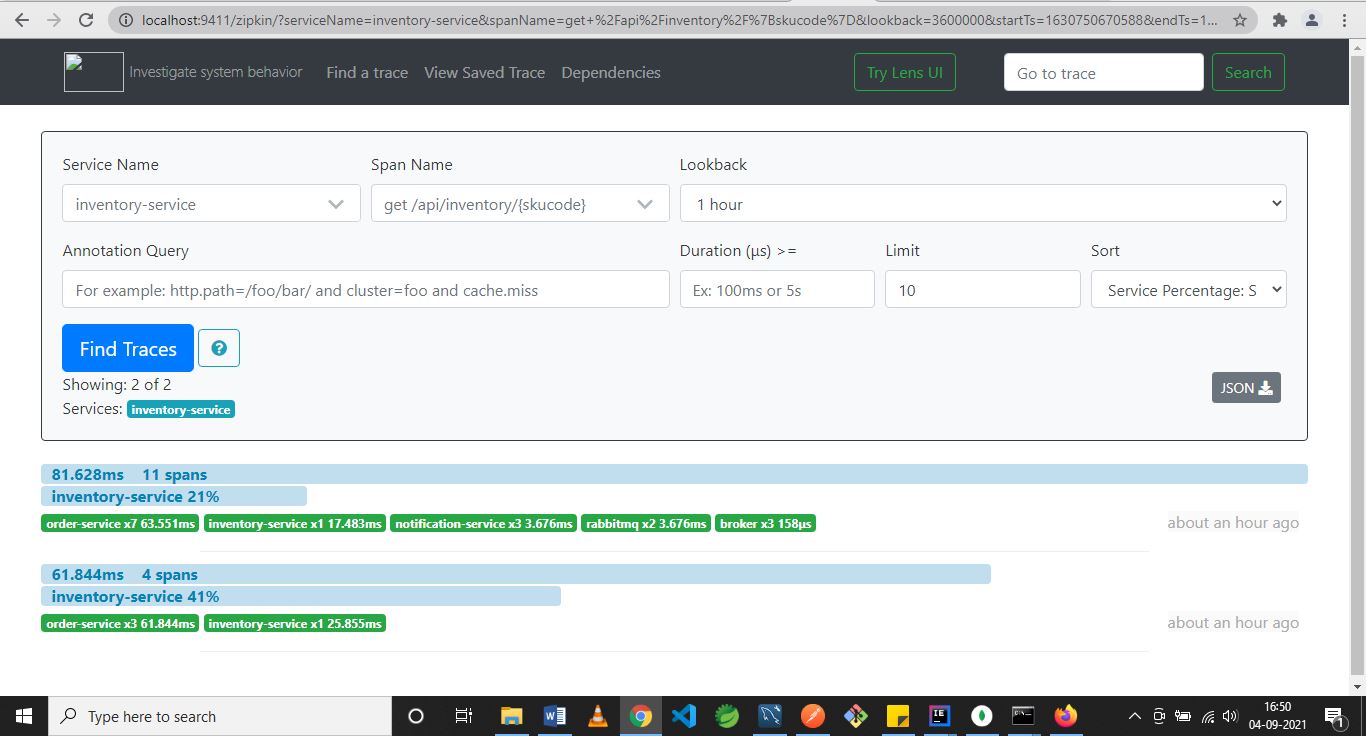 localhost:9411/zipkin/?serviceName=inventory-service&spanName=get+%2Fapi%2Finventory%2F%7Bskucode%7D&lookback=3600000&startTs=1630750670588&endTs=1...
Investigate system behavior Find a trace View Saved Trace Dependencies Try Lens UI Go to trace Search
Service Name Span Name Lookback
inventory-service get /api/inventory/{skucode} 1 hour
Annotation Query Duration (μs) >= Limit Sort
For example: http.path=/foo/bar/ and cluster=foo and cache.miss Ex: 100ms or 5s 10 Service Percentage: S
Find Traces ?
Showing: 2 of 2 JSON
Services: inventory-service
81.628ms 11 spans
inventory-service 21%
order-service x7 63.551ms inventory-service x1 17.483ms notification-service x3 3.676ms rabbitmq x2 3.676ms broker x3 158μs about an hour ago
61.844ms 4 spans
inventory-service 41%
order-service x3 61.844ms inventory-service x1 25.855ms about an hour ago
Type here to search 16:50
04-09-2021 1